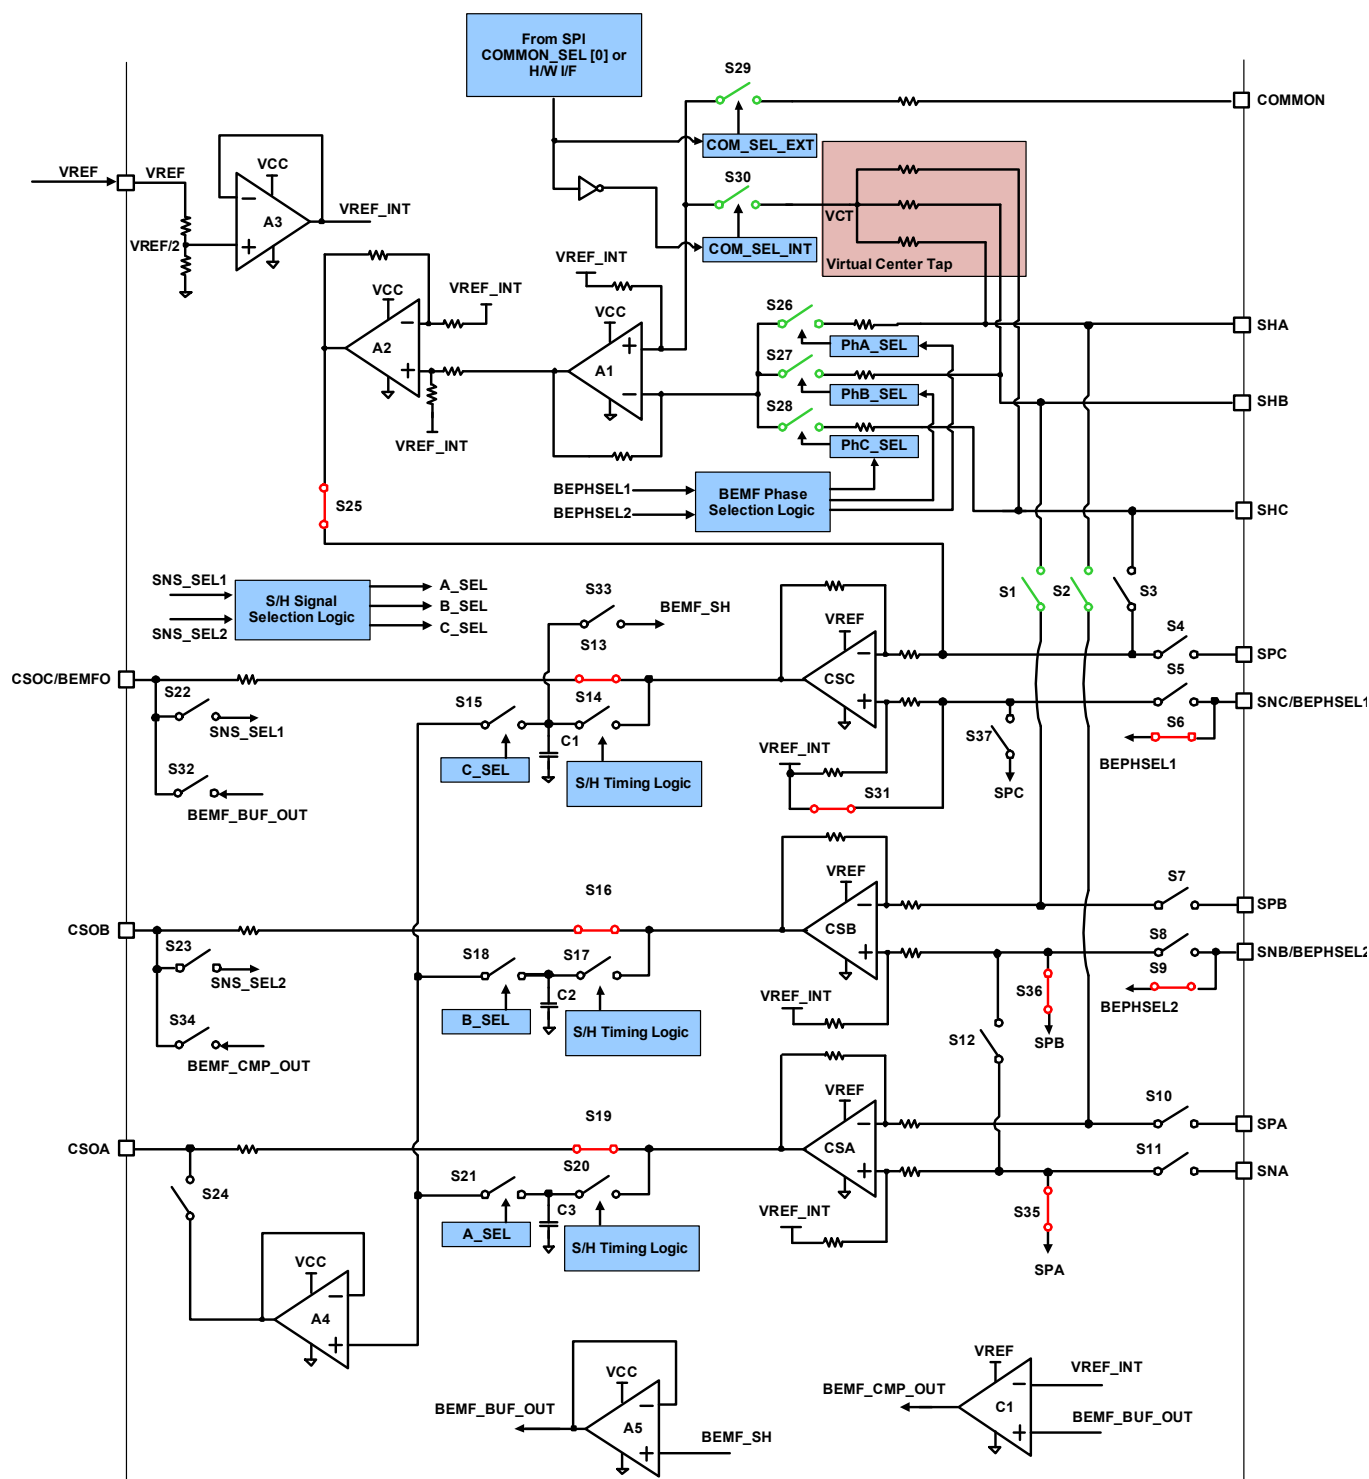 From SPI
COMMON_SEL [0] or
H/W I/F
S29
COMMON
COM_SEL_EXT
VREF
VREF
VCC
A3
VREF_INT
VREF/2
S30
VCT
COM_SEL_INT
Virtual Center Tap
VREF_INT
VCC
A2
VREF_INT
VREF_INT
VCC
A1
S26
PhA_SEL
S27
PhB_SEL
S28
PhC_SEL
SHA
SHB
SHC
BEPHSEL1
BEPHSEL2
BEMF Phase
Selection Logic
S25
SNS_SEL1
SNS_SEL2
S/H Signal
Selection Logic
A_SEL
B_SEL
C_SEL
S33
BEMF_SH
S13
S1
S2
S3
S4
SPC
S5
SNC/BEPHSEL1
S6
BEPHSEL1
VREF
CSC
CSOC/BEMFO
S22
SNS_SEL1
S32
BEMF_BUF_OUT
S15
S14
C1
C_SEL
S/H Timing Logic
VREF_INT
S31
S37
SPC
S16
VREF
CSB
S7
SPB
S8
SNB/BEPHSEL2
S9
BEPHSEL2
CSOB
S23
SNS_SEL2
S34
BEMF_CMP_OUT
S18
S17
C2
B_SEL
S/H Timing Logic
VREF_INT
S36
SPB
S12
S19
VREF
CSA
S10
SPA
S11
SNA
CSOA
S24
S21
S20
C3
A_SEL
S/H Timing Logic
VREF_INT
S35
SPA
VCC
A4
VCC
A5
BEMF_BUF_OUT
BEMF_SH
VREF
C1
BEMF_CMP_OUT
VREF_INT
BEMF_BUF_OUT